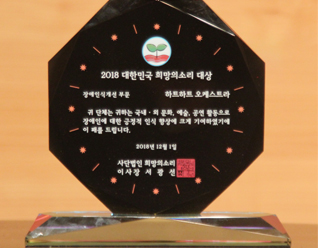 2018 대한민국 희망의소리 대상
장애인식개선 부문 하트하트 오케스트라
귀 단체는 귀하는 국내·외 문화, 예술, 공연 활동으로
장애인에 대한 긍정적 인식 향상에 크게 기여하였기에
이 패를 드립니다.
2018년 12월 1일
사단법인 희망의소리
이사장 서광선